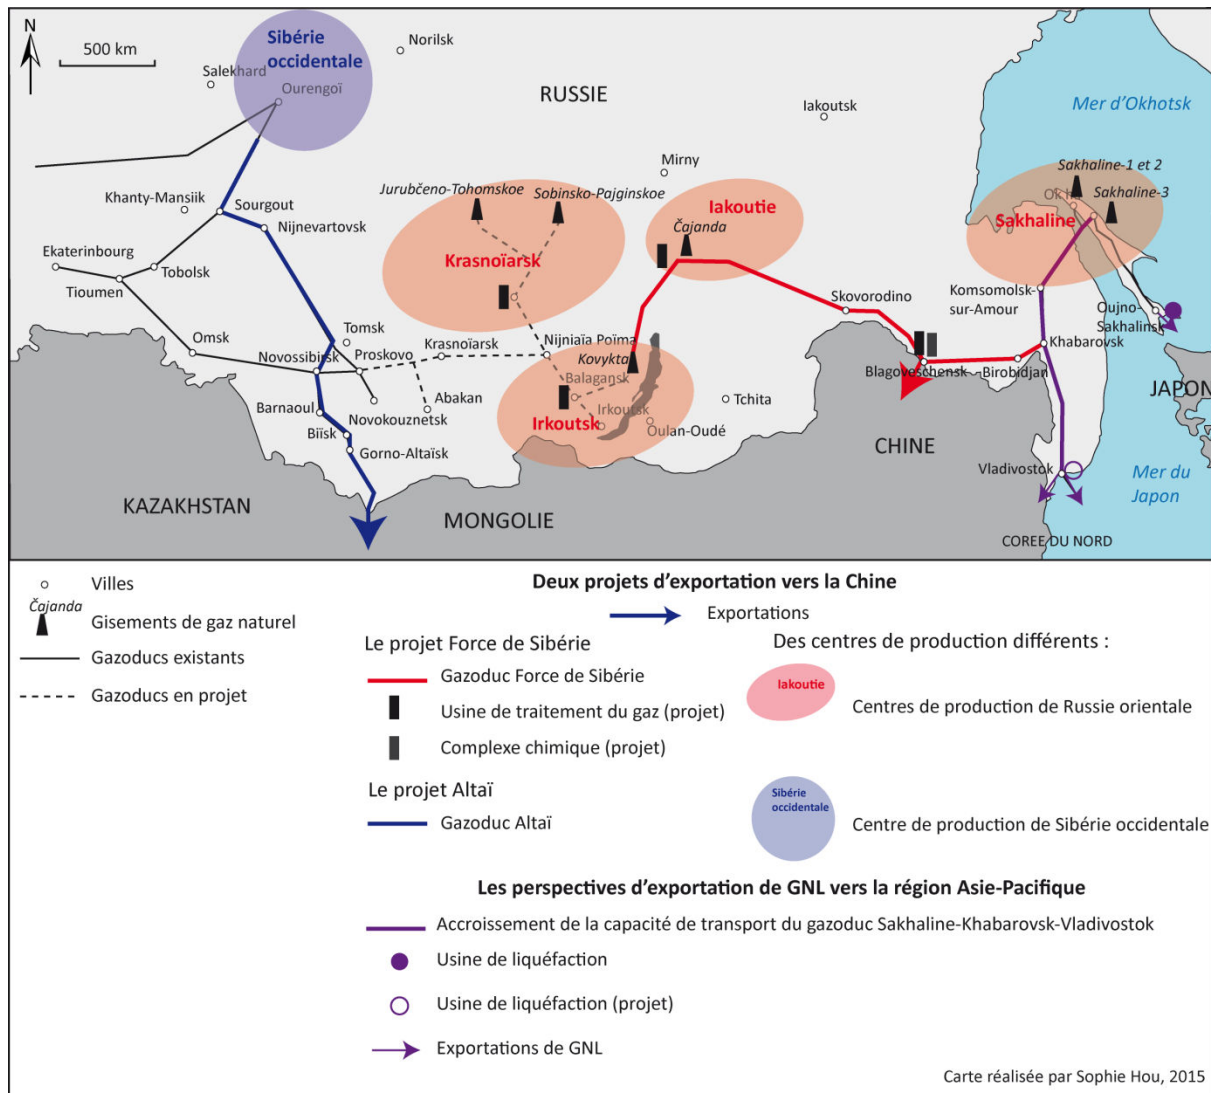 N
500 km
Sibérie
occidentale
Norilsk
Salekhard
Ourengoï
RUSSIE
Iakoutsk
Mer d'Okhotsk
Mirny
Khanty-Mansiik
Sourgout
Nijnevartovsk
Jurubčeno-Tohomskoe
Sobinsko-Pajginskoe
Iakoutie
Čajanda
Sakhaline-1 et 2
Sakhaline-3
Sakhaline
Ekaterinbourg
Tobolsk
Tioumen
Krasnoïarsk
Skovorodino
Komsomolsk-
sur-Amour
Oujno-
Sakhalinsk
Omsk
Tomsk
Novossibirsk
Proskovo
Krasnoïarsk
Nijniaïa Poïma
Kovykta
Balagansk
Khabarovsk
Blagoveschensk
Birobidjan
JAPON
Barnaoul
Novokouznetsk
Abakan
Irkoutsk
Irkoutsk
Tchita
Biïsk
Oulan-Oudé
Gorno-Altaïsk
CHINE
Vladivostok
Mer du
Japon
KAZAKHSTAN
MONGOLIE
COREE DU NORD
Villes
Čajanda
Gisements de gaz naturel
Gazoducs existants
Gazoducs en projet
Deux projets d'exportation vers la Chine
Exportations
Le projet Force de Sibérie
Gazoduc Force de Sibérie
Usine de traitement du gaz (projet)
Complexe chimique (projet)
Le projet Altaï
Gazoduc Altaï
Des centres de production différents :
Iakoutie
Centres de production de Russie orientale
Sibérie
occidentale
Centre de production de Sibérie occidentale
Les perspectives d'exportation de GNL vers la région Asie-Pacifique
Accroissement de la capacité de transport du gazoduc Sakhaline-Khabarovsk-Vladivostok
Usine de liquéfaction
Usine de liquéfaction (projet)
Exportations de GNL
Carte réalisée par Sophie Hou, 2015